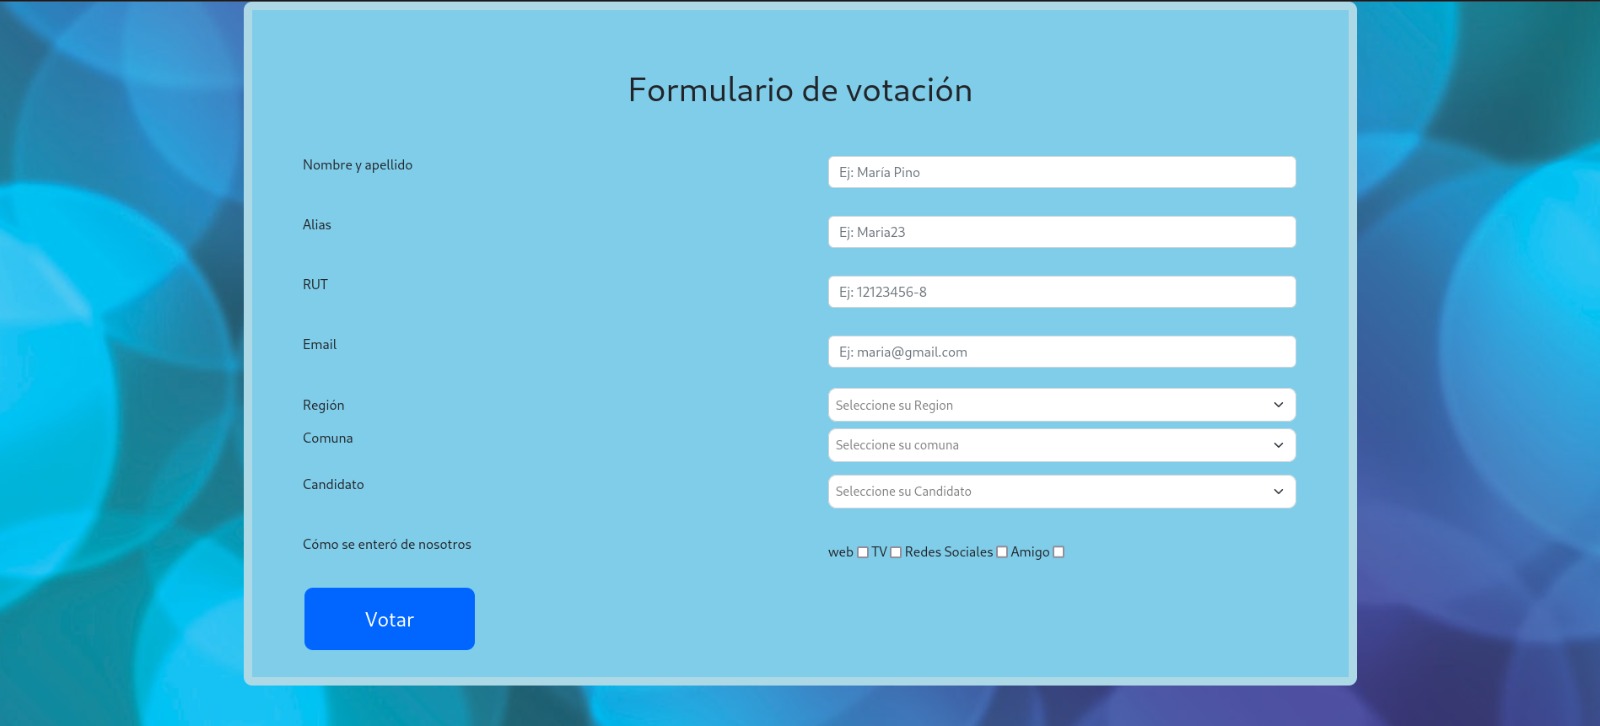 Formulario de votación
Nombre y apellido
Ej: María Pino
Alias
Ej: Maria23
RUT
Ej: 12123456-8
Email
Ej: maria@gmail.com
Región
Seleccione su Region
Comuna
Seleccione su comuna
Candidato
Seleccione su Candidato
Cómo se enteró de nosotros
web TV Redes Sociales Amigo
Votar